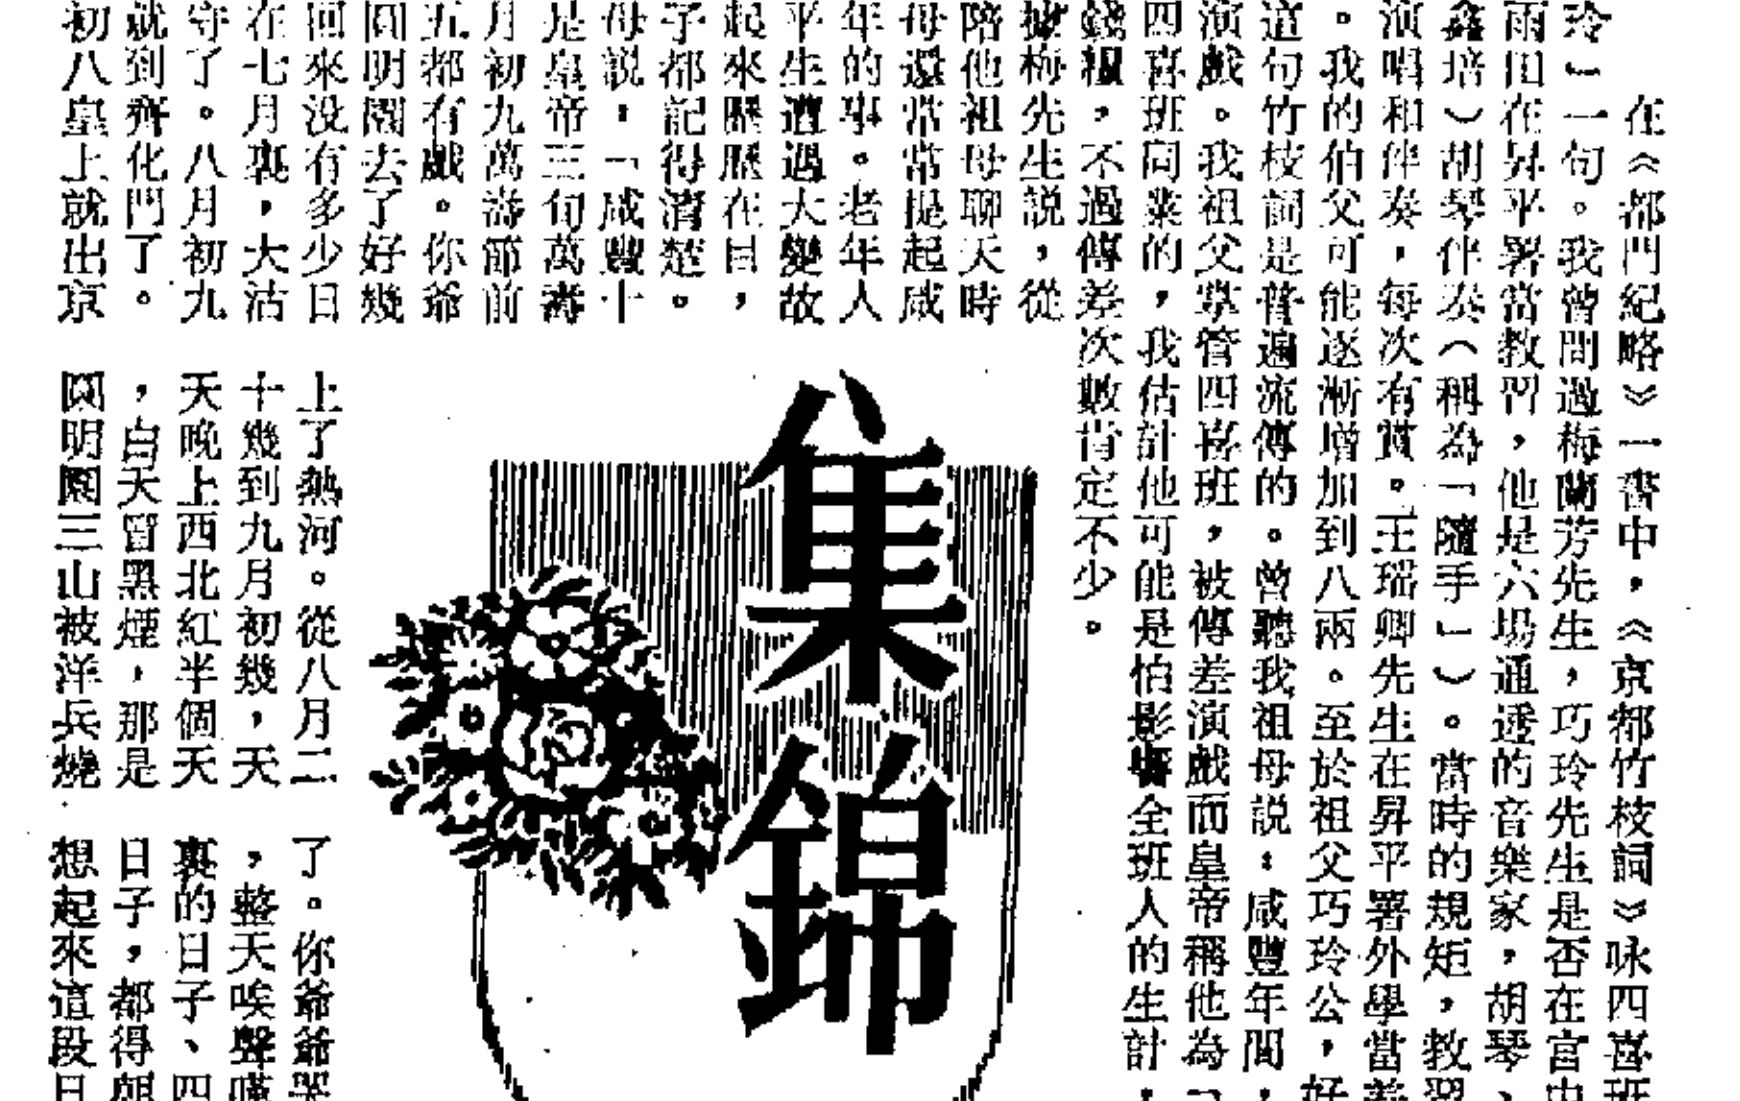 在《都門紀略》一書中，《京都竹枝詞》咏四喜班
玲」一句。我曾問過梅蘭芳先生，巧玲先生是否在宮中
雨田在昇平署當教習，他是六場通透的音樂家，胡琴、
鑫培）胡琴伴奏（稱為「隨手」）。當時的規矩，教習
演唱和伴奏，每次有賞。王瑶卿先生在昇平署外學當差
。我的伯父可能逐漸增加到八兩。至於祖父巧玲公，好
這句竹枝詞是普遍流傳的。曾聽我祖母説：咸豐年間，
演戲。我祖父掌管四喜班，被傳差演戲而皇帝稱他為「
四喜班同業的，我估計他可能是怕影響全班人的生計，
錢糧，不過傳差次數肯定不少。
據梅先生説，從
陪他祖母聊天時
母還常常提起咸
年的事。老年人
平生遭遇大變故
起來歷歷在目，
子都記得清楚。
母説，「咸豐十
是皇帝三旬萬壽
月初九萬壽節前
五都有戲。你爺
圓明園去了好幾
回來没有多少日
在七月裏，大沽
守了。八月初九
就到齊化門了。
初八皇上就出京
集錦
上了熱河。從八月二
十幾到九月初幾，天
天晚上西北紅半個天
，白天冒黑煙，那是
圓明園三山被洋兵燒
了。你爺爺哭
，整天唉聲嘆
裏的日子、四
日子，都得
想起來這段日